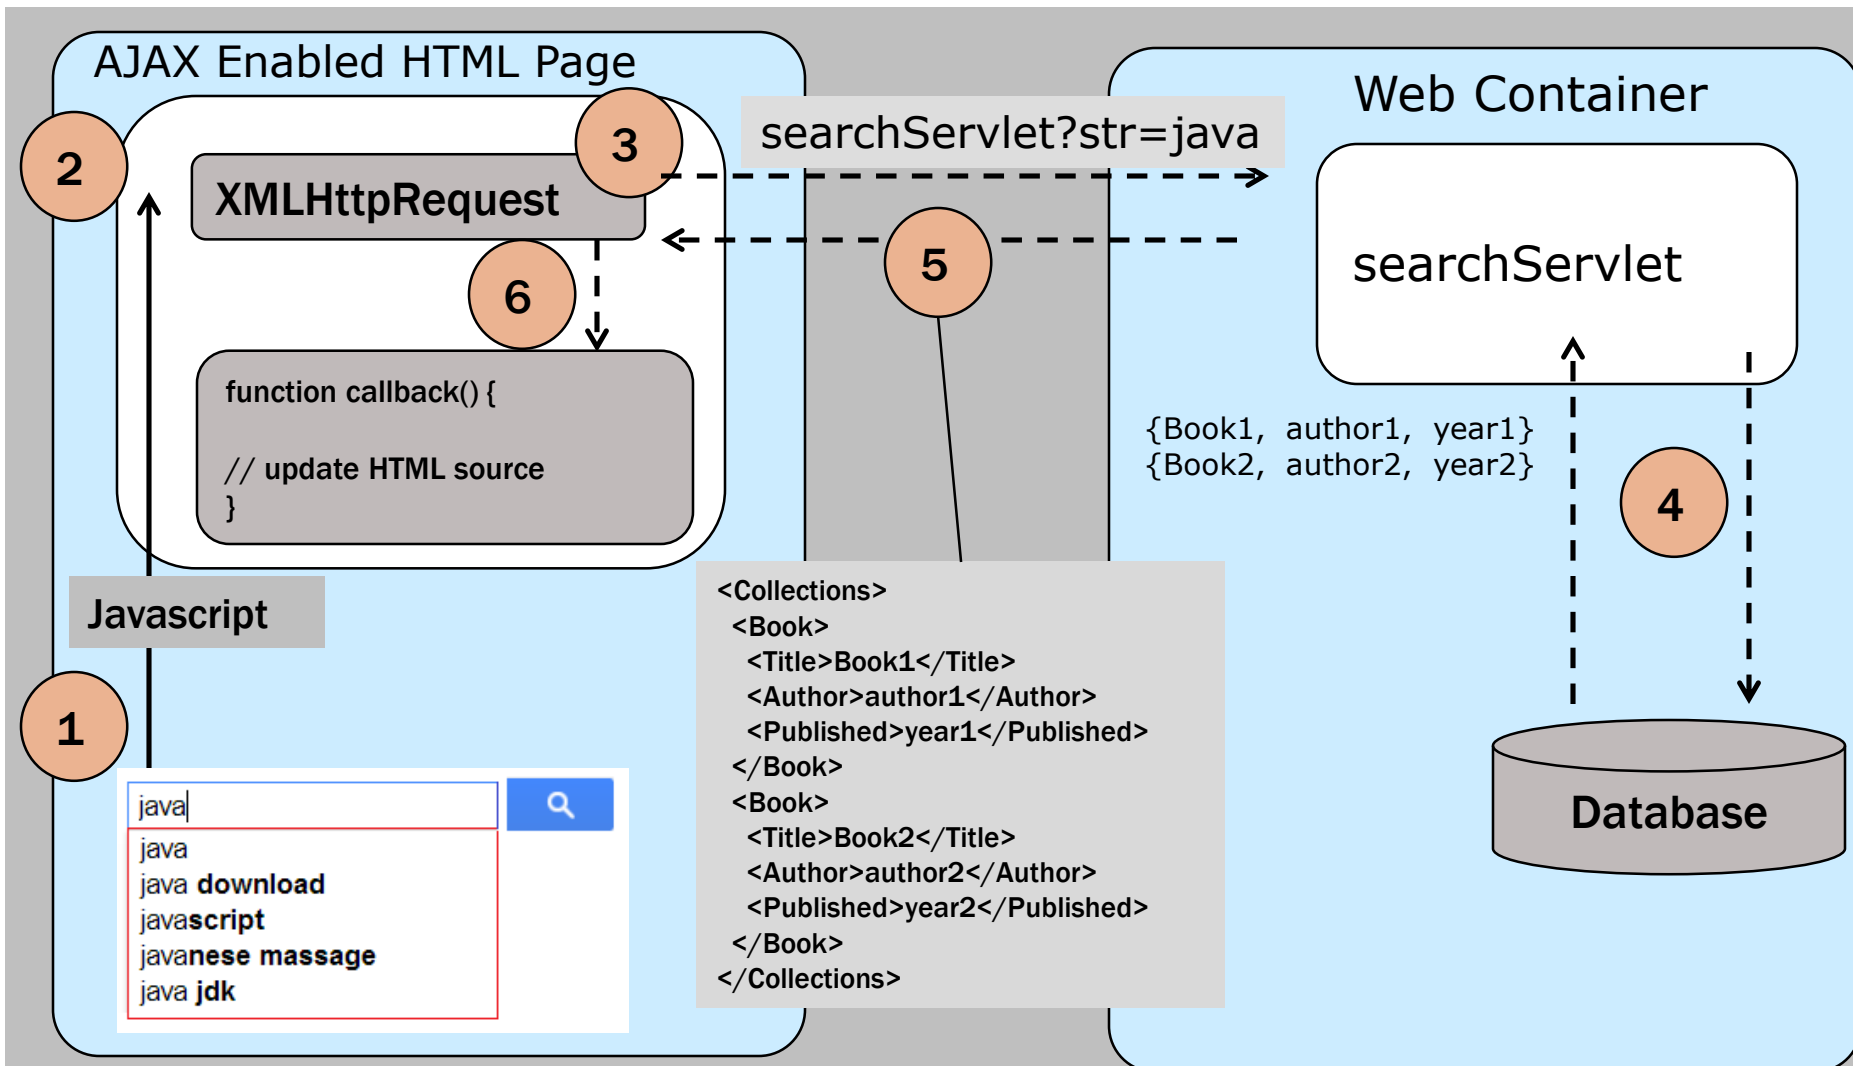 AJAX Enabled HTML Page
2
3
XMLHttpRequest
6
function callback() {
// update HTML source
}
Javascript
1
java
java
java download
javascript
javanese massage
java jdk
searchServlet?str=java
5
<Collections>
<Book>
<Title>Book1</Title>
<Author>author1</Author>
<Published>year1</Published>
</Book>
<Book>
<Title>Book2</Title>
<Author>author2</Author>
<Published>year2</Published>
</Book>
</Collections>
Web Container
searchServlet
{Book1, author1, year1}
{Book2, author2, year2}
4
Database